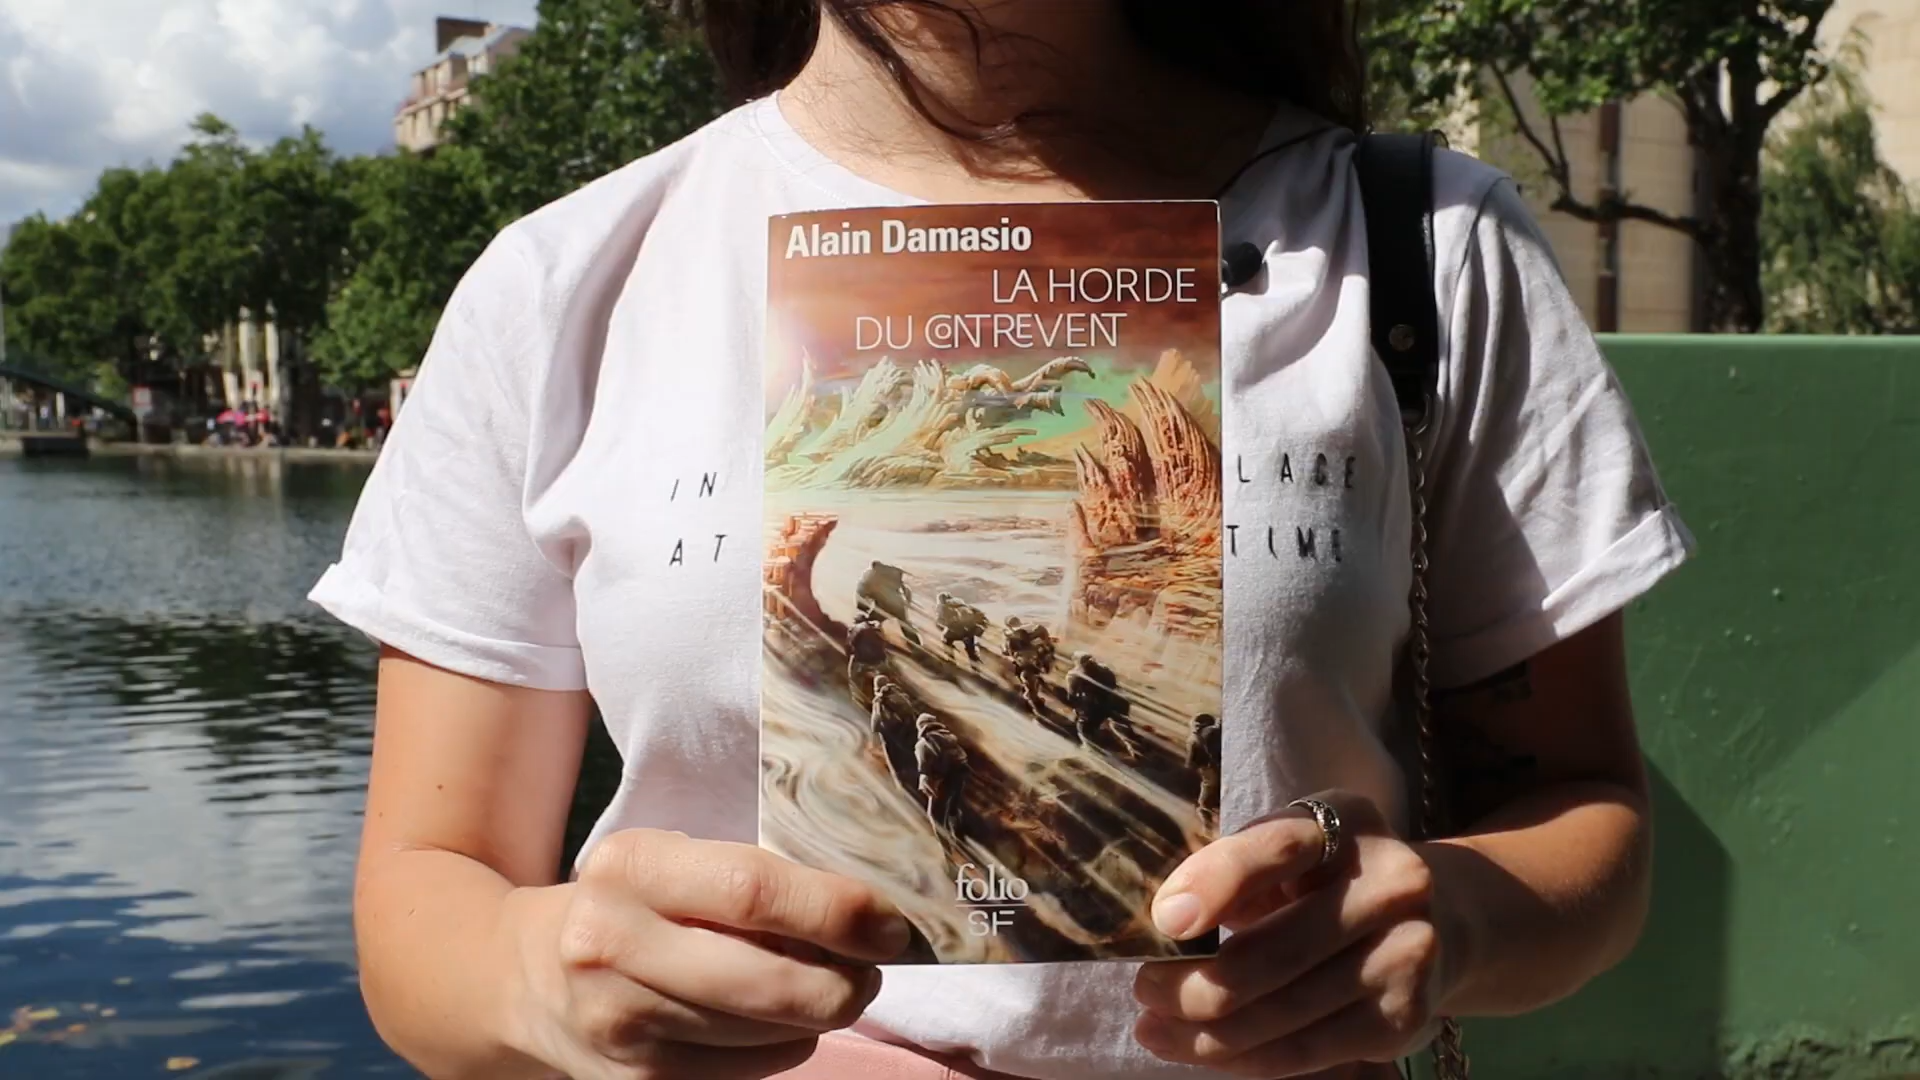 Alain Damasio
LA HORDE
DU CONTREVENT
IN LACE
AT TIME
folio
SF